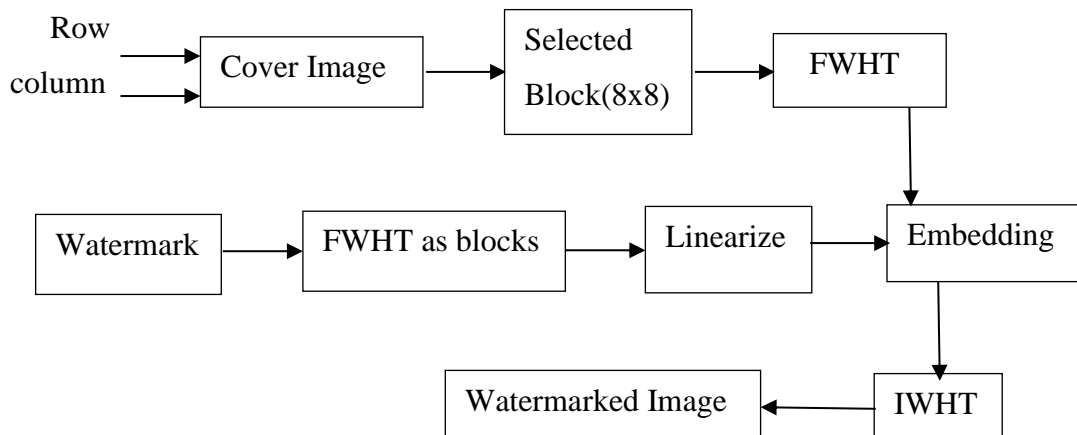 Row
column
Cover Image
Selected
Block(8x8)
FWHT
Watermark
FWHT as blocks
Linearize
Embedding
Watermarked Image
IWHT